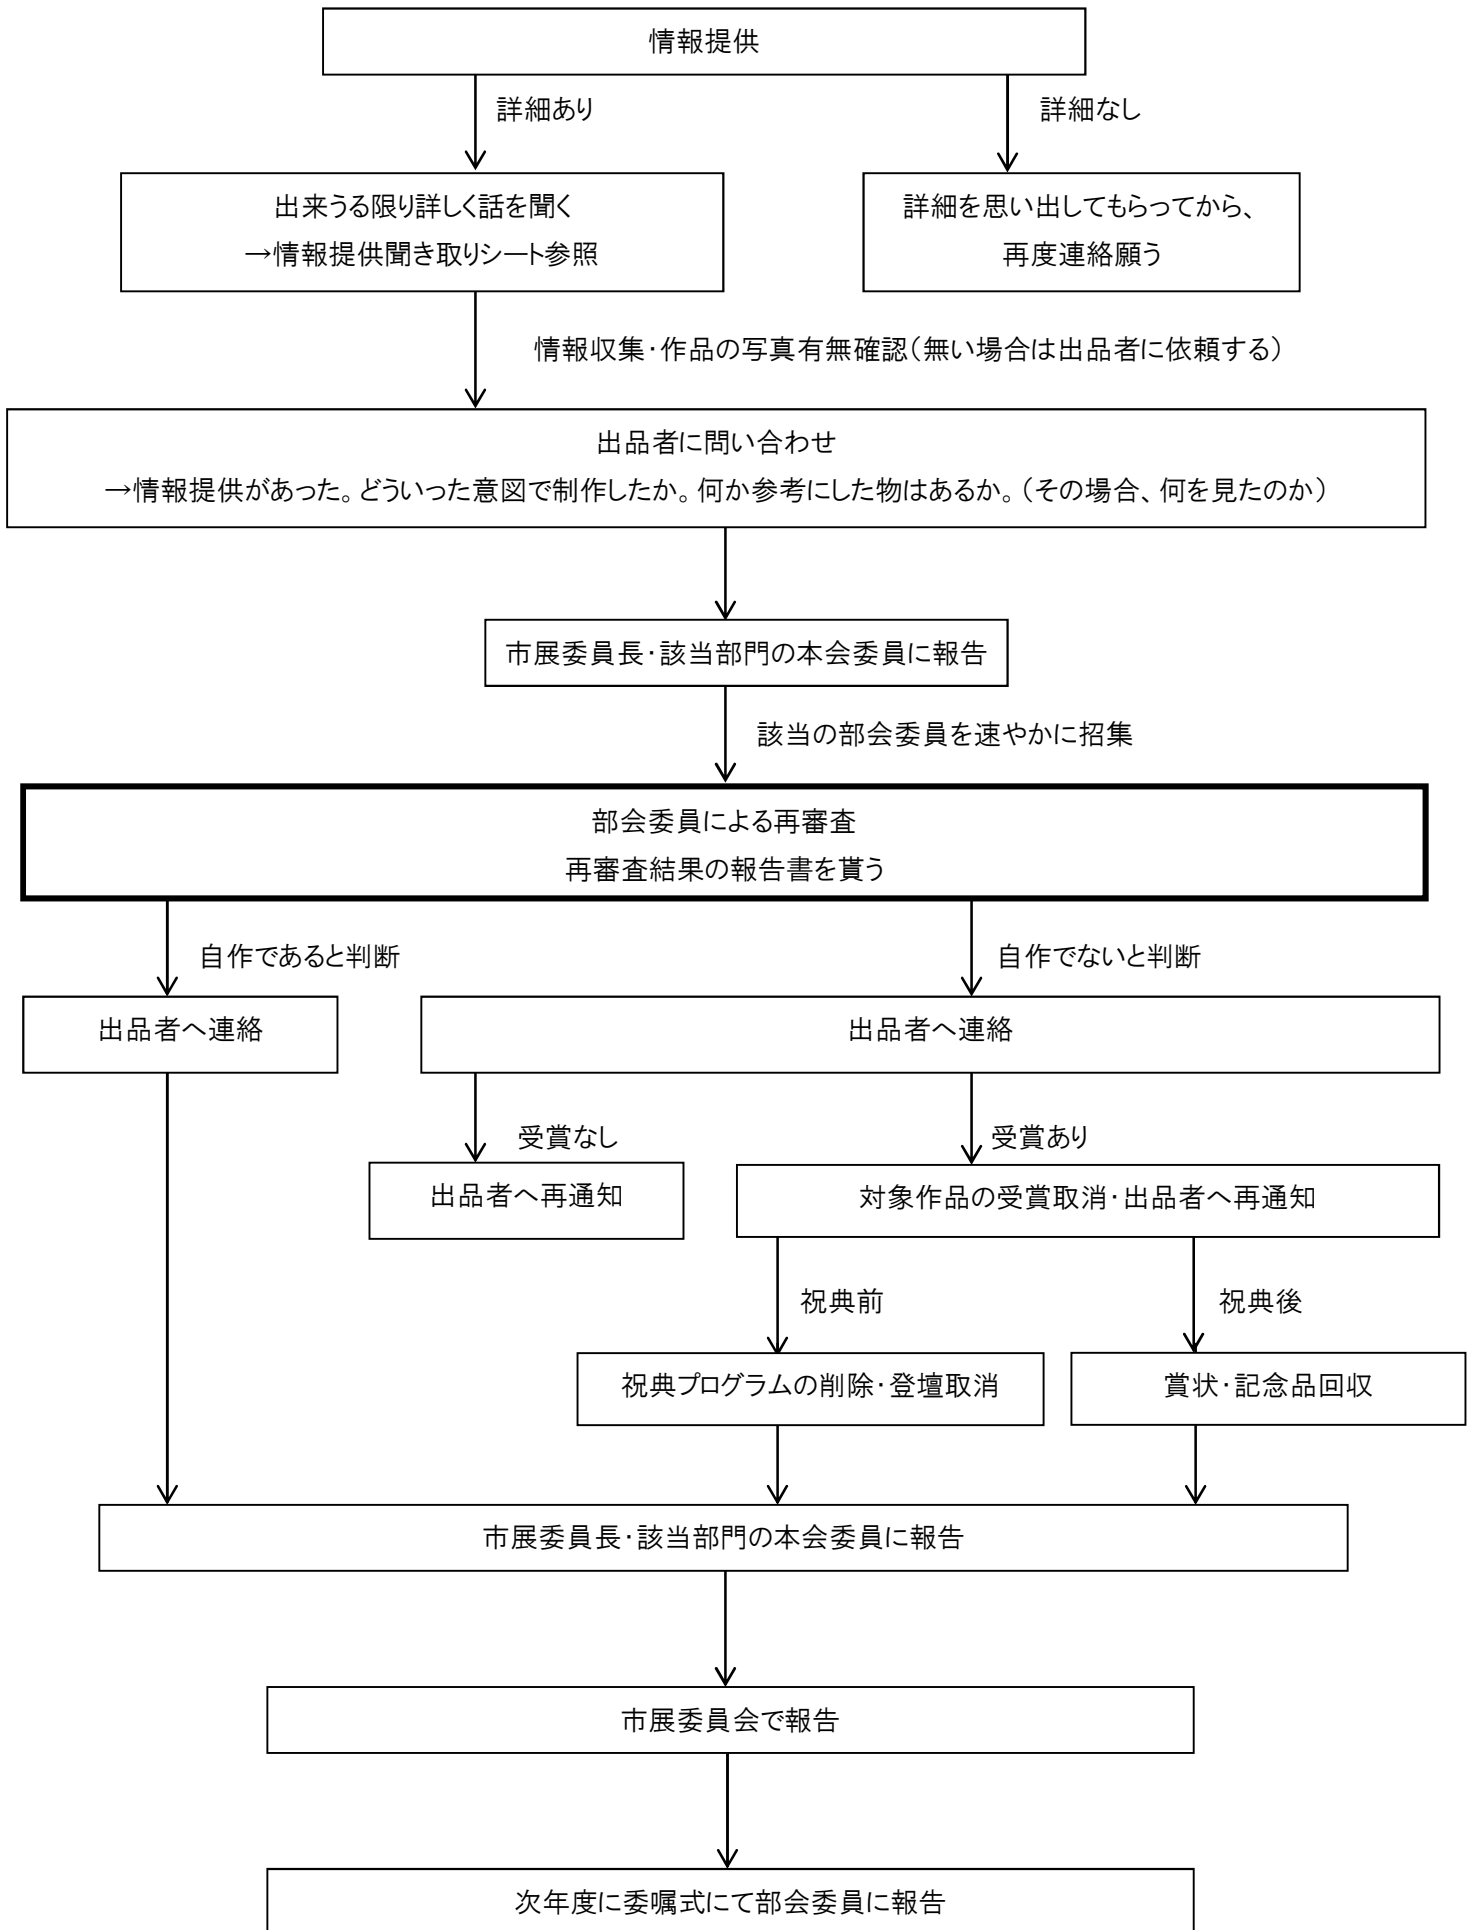 情報提供
詳細あり
詳細なし
出来うる限り詳しく話を聞く
→情報提供聞き取りシート参照
詳細を思い出してもらってから、
再度連絡願う
情報収集・作品の写真有無確認（無い場合は出品者に依頼する）
出品者に問い合わせ
→情報提供があった。どういった意図で制作したか。何か参考にした物はあるか。（その場合、何を見たのか）
市展委員長・該当部門の本会委員に報告
該当の部会委員を速やかに招集
部会委員による再審査
再審査結果の報告書を貰う
自作であると判断
自作でないと判断
出品者へ連絡
出品者へ連絡
受賞なし
受賞あり
出品者へ再通知
対象作品の受賞取消・出品者へ再通知
祝典前
祝典後
祝典プログラムの削除・登壇取消
賞状・記念品回収
市展委員長・該当部門の本会委員に報告
市展委員会で報告
次年度に委嘱式にて部会委員に報告